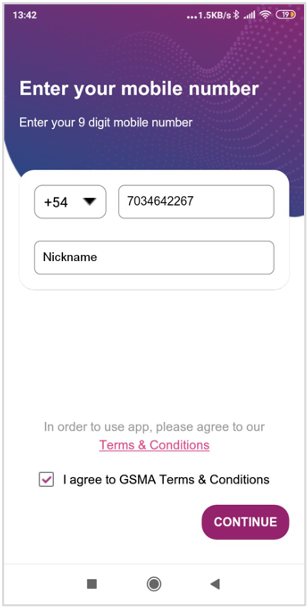 13:42
...1.5KB/s
19
Enter your mobile number
Enter your 9 digit mobile number
+54
7034642267
Nickname
In order to use app, please agree to our
Terms & Conditions
I agree to GSMA Terms & Conditions
CONTINUE